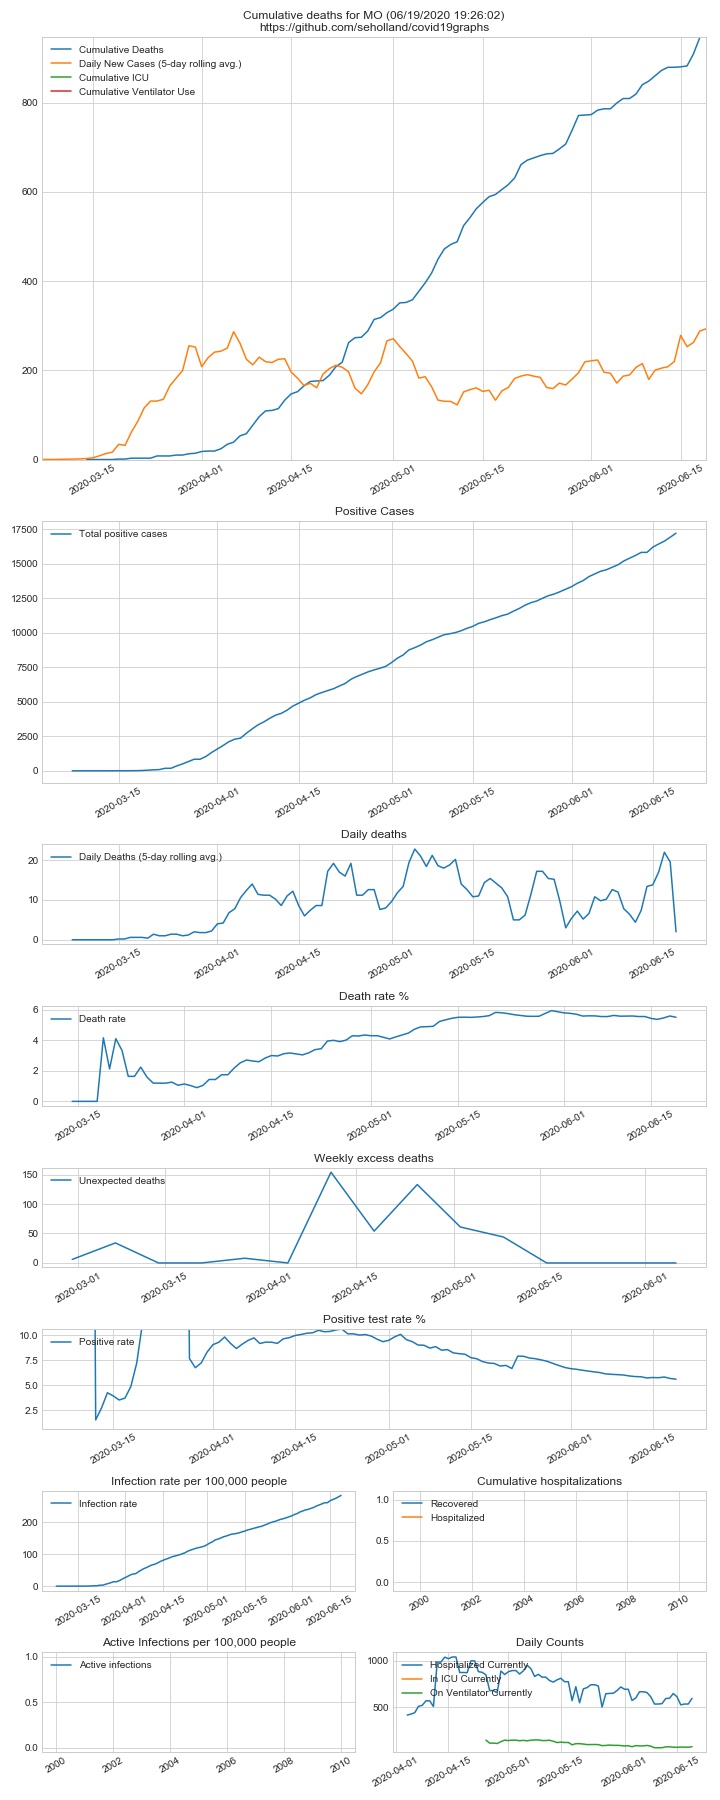 Cumulative deaths for MO (06/19/2020 19:26:02)
https://github.com/seholland/covid19graphs
Cumulative Deaths
Daily New Cases (5-day rolling avg.)
Cumulative ICU
Cumulative Ventilator Use
800
600
400
200
0
2020-03-15 2020-04-01 2020-04-15 2020-05-01 2020-05-15 2020-06-01 2020-06-15
Positive Cases
Total positive cases
17500
15000
12500
10000
7500
5000
2500
0
2020-03-15 2020-04-01 2020-04-15 2020-05-01 2020-05-15 2020-06-01 2020-06-15
Daily deaths
Daily Deaths (5-day rolling avg.)
20
10
0
2020-03-15 2020-04-01 2020-04-15 2020-05-01 2020-05-15 2020-06-01 2020-06-15
Death rate %
Death rate
6
4
2
0
2020-03-15 2020-04-01 2020-04-15 2020-05-01 2020-05-15 2020-06-01 2020-06-15
Weekly excess deaths
Unexpected deaths
150
100
50
0
2020-03-01 2020-03-15 2020-04-01 2020-04-15 2020-05-01 2020-05-15 2020-06-01
Positive test rate %
Positive rate
10.0
7.5
5.0
2.5
2020-03-15 2020-04-01 2020-04-15 2020-05-01 2020-05-15 2020-06-01 2020-06-15
Infection rate per 100,000 people
Infection rate
200
100
0
2020-03-15 2020-04-01 2020-04-15 2020-05-01 2020-05-15 2020-06-01 2020-06-15
Cumulative hospitalizations
Recovered
Hospitalized
1.0
0.5
0.0
2000 2002 2004 2006 2008 2010
Active Infections per 100,000 people
Active infections
1.0
0.5
0.0
2000 2002 2004 2006 2008 2010
Daily Counts
Hospitalized Currently
In ICU Currently
On Ventilator Currently
1000
500
2020-04-01 2020-04-15 2020-05-01 2020-05-15 2020-06-01 2020-06-15